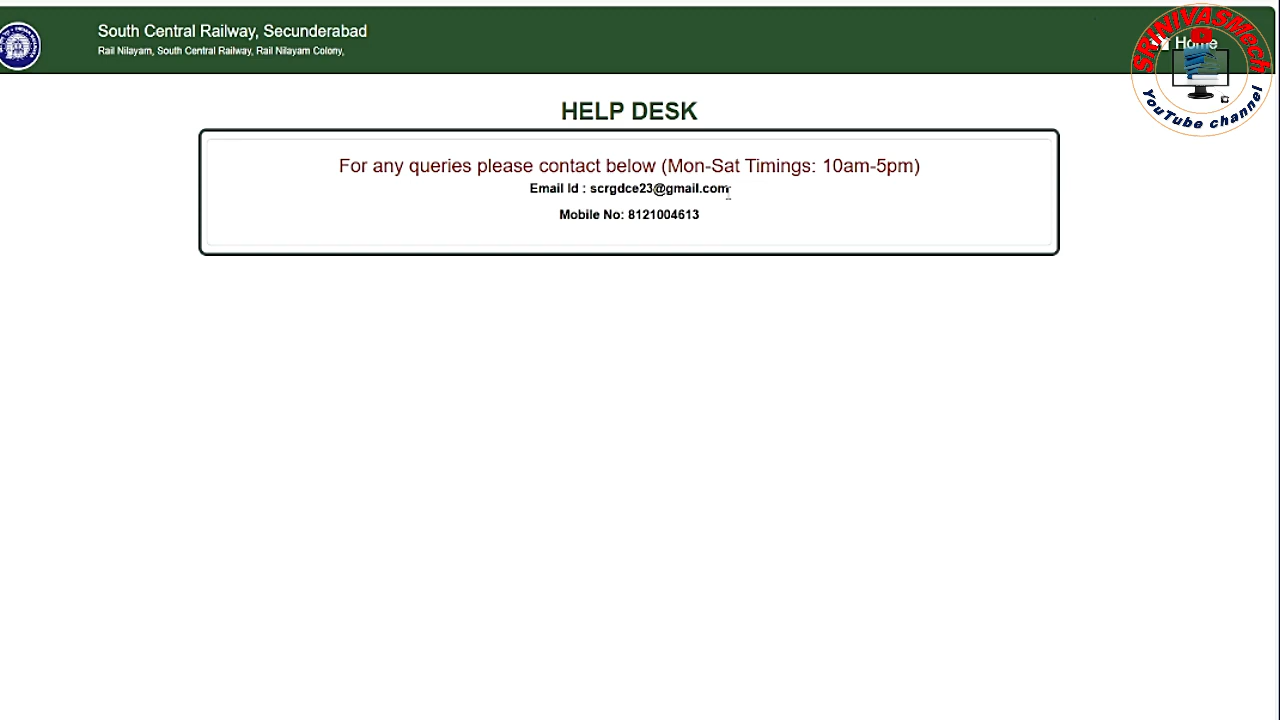 South Central Railway, Secunderabad
Rail Nilayam, South Central Railway, Rail Nilayam Colony,
Home
SRINIVASMech
YouTube channel
HELP DESK
For any queries please contact below (Mon-Sat Timings: 10am-5pm)
Email Id : scrgdce23@gmail.com
Mobile No: 8121004613